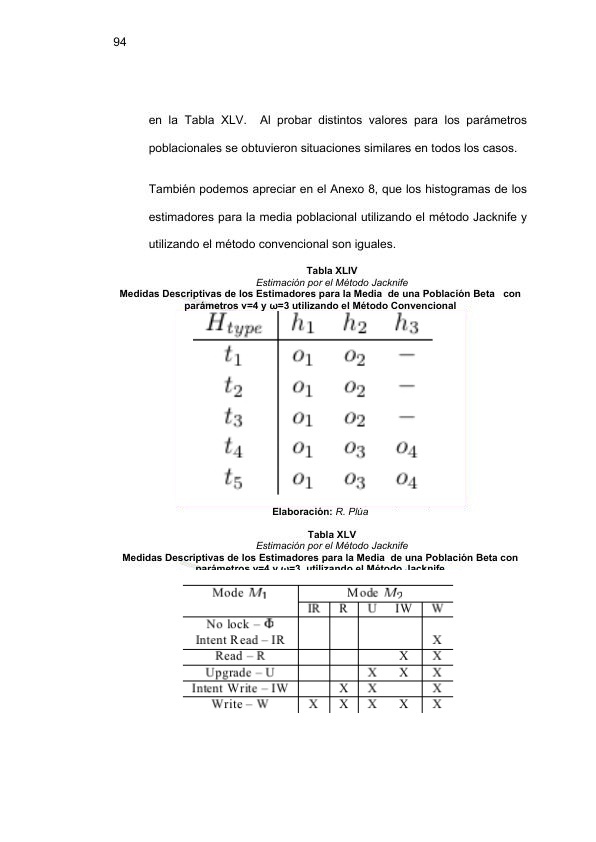 94
en la Tabla XLV. Al probar distintos valores para los parámetros
poblacionales se obtuvieron situaciones similares en todos los casos.
También podemos apreciar en el Anexo 8, que los histogramas de los
estimadores para la media poblacional utilizando el método Jacknife y
utilizando el método convencional son iguales.
Tabla XLIV
Estimación por el Método Jacknife
Medidas Descriptivas de los Estimadores para la Media de una Población Beta con
parámetros ν=4 y ω=3 utilizando el Método Convencional
H_type h_1 h_2 h_3
t_1 o_1 o_2 −
t_2 o_1 o_2 −
t_3 o_1 o_2 −
t_4 o_1 o_3 o_4
t_5 o_1 o_3 o_4
Elaboración: R. Plúa
Tabla XLV
Estimación por el Método Jacknife
Medidas Descriptivas de los Estimadores para la Media de una Población Beta con
parámetros ν=4 y ω=3 utilizando el Método Jacknife
Mode M_1 Mode M_2
IR R U IW W
No lock – Φ
Intent Read – IR X
Read – R X X
Upgrade – U X X X
Intent Write – IW X X X
Write – W X X X X X